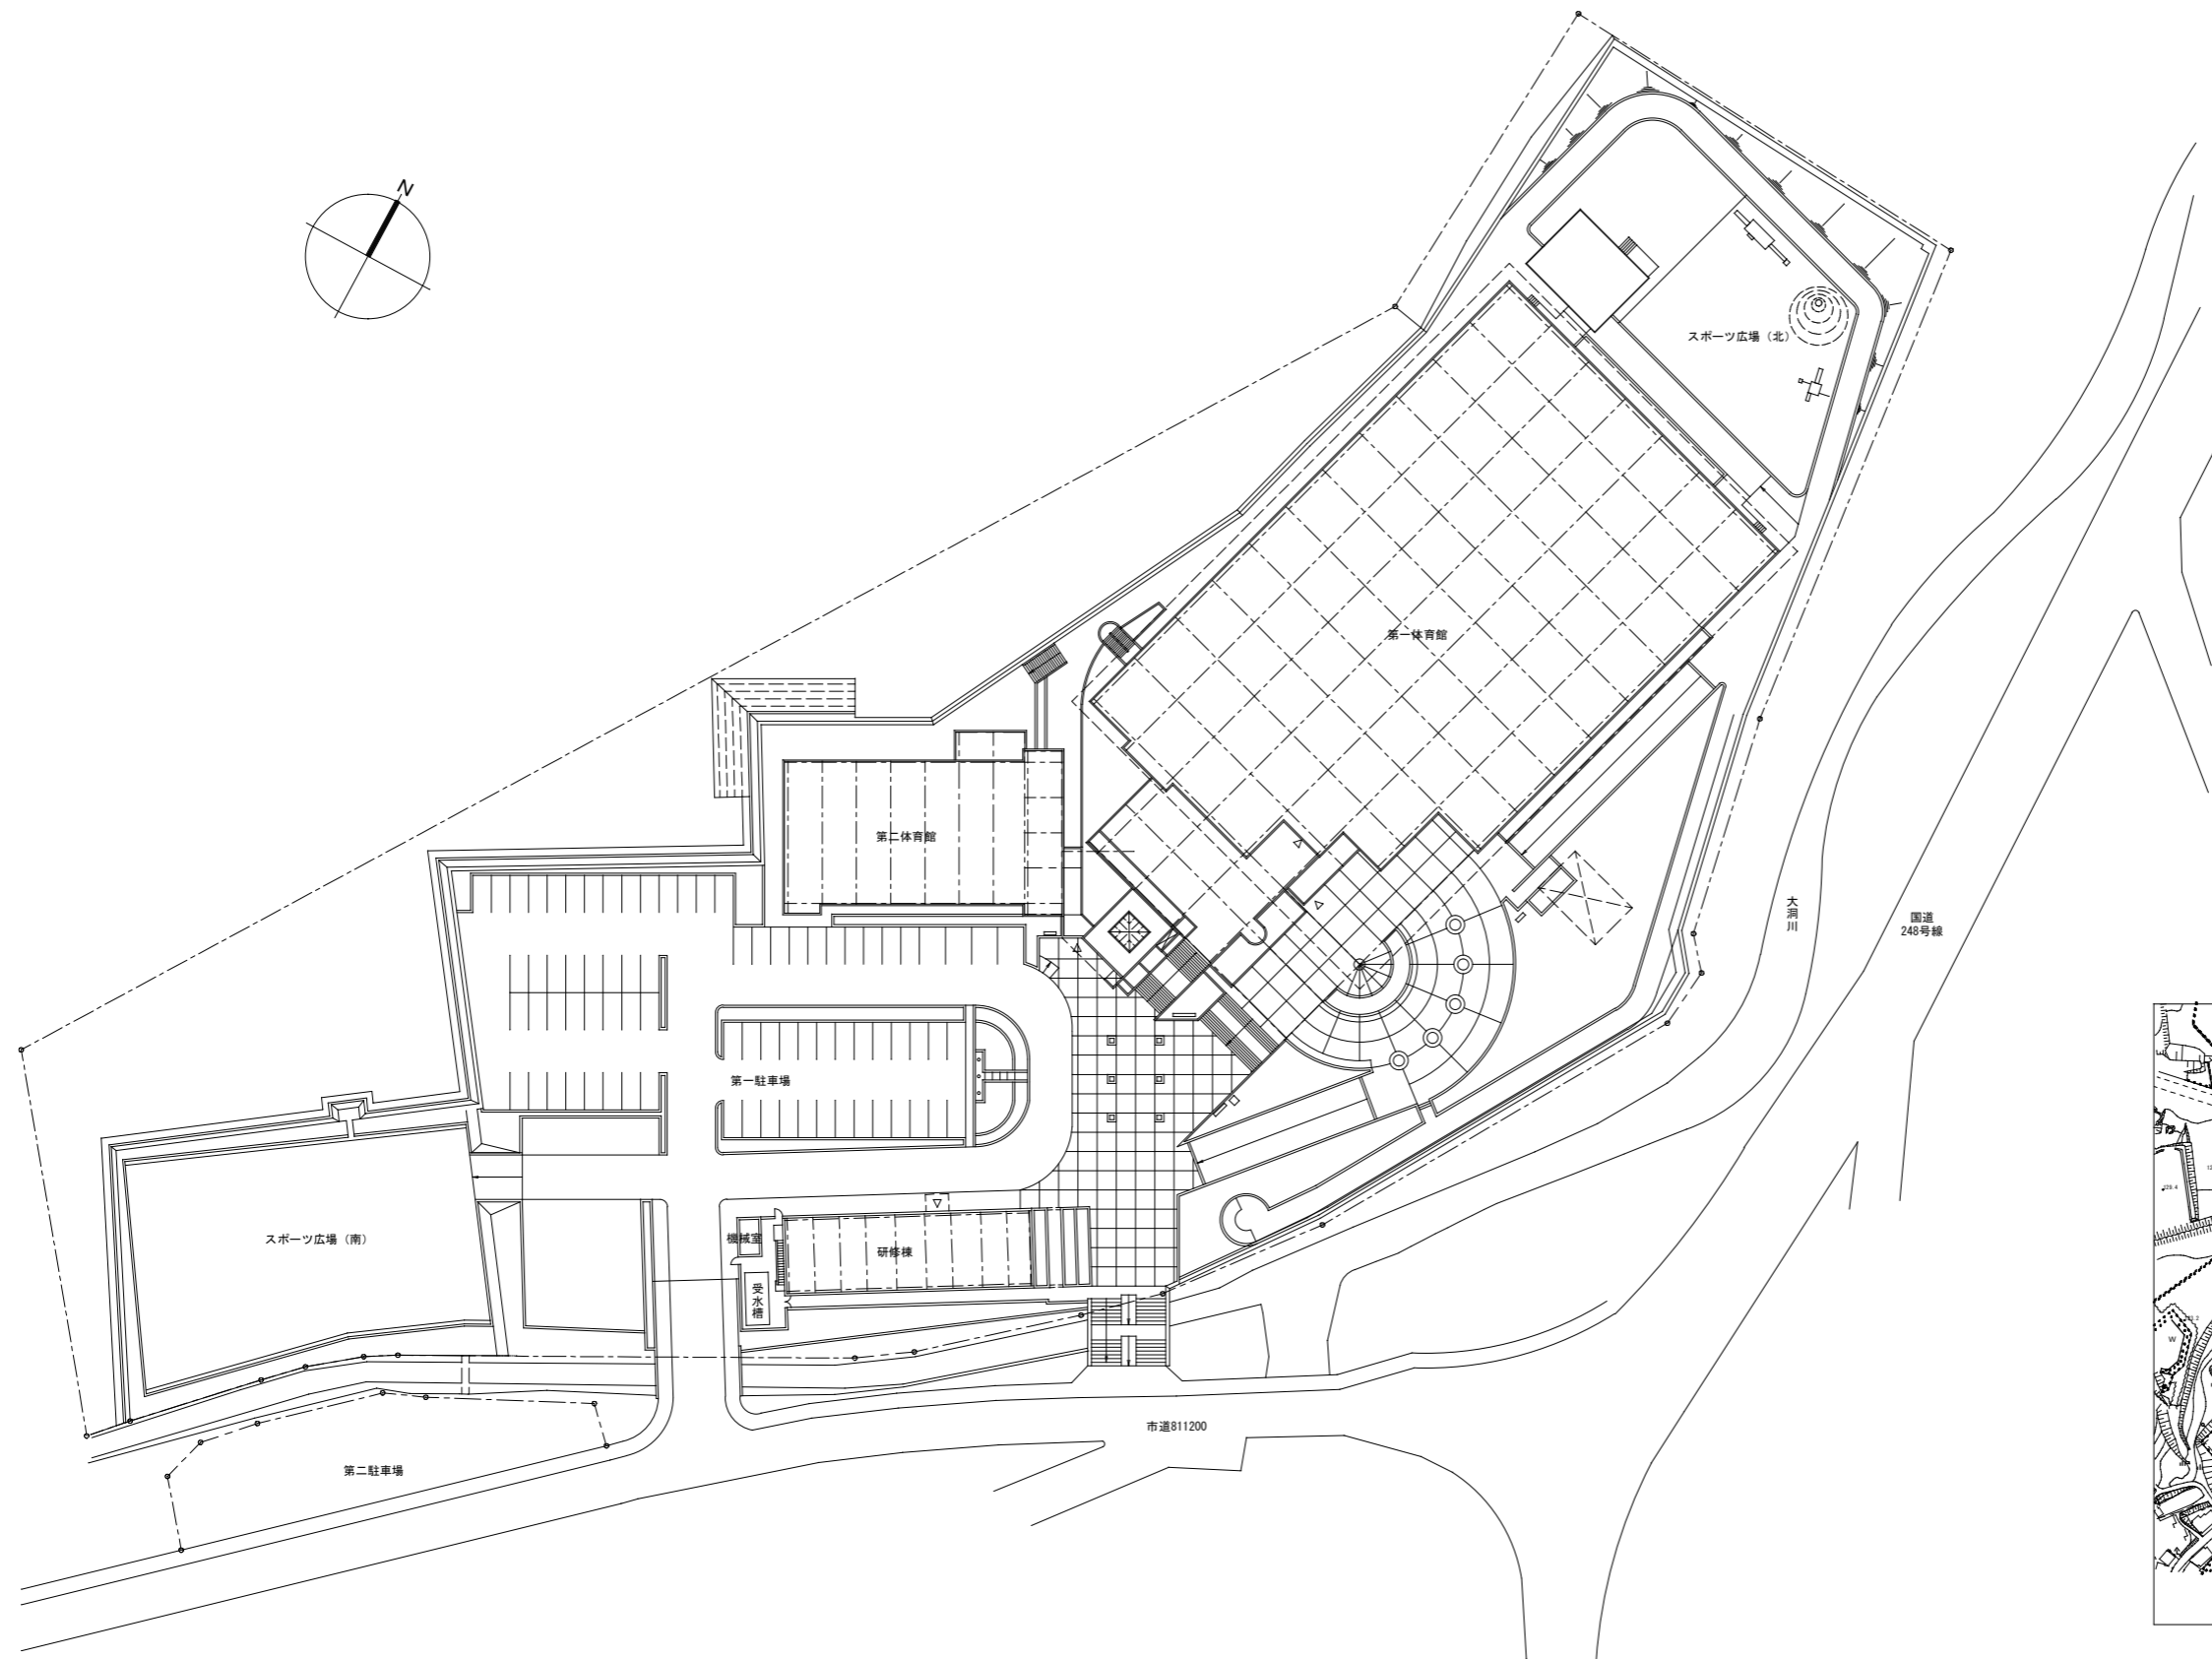 N
スポーツ広場（北）
第一体育館
第二体育館
大洞川
国道
248号線
第一駐車場
スポーツ広場（南）
機械室
研修棟
受水槽
市道811200
第二駐車場
W